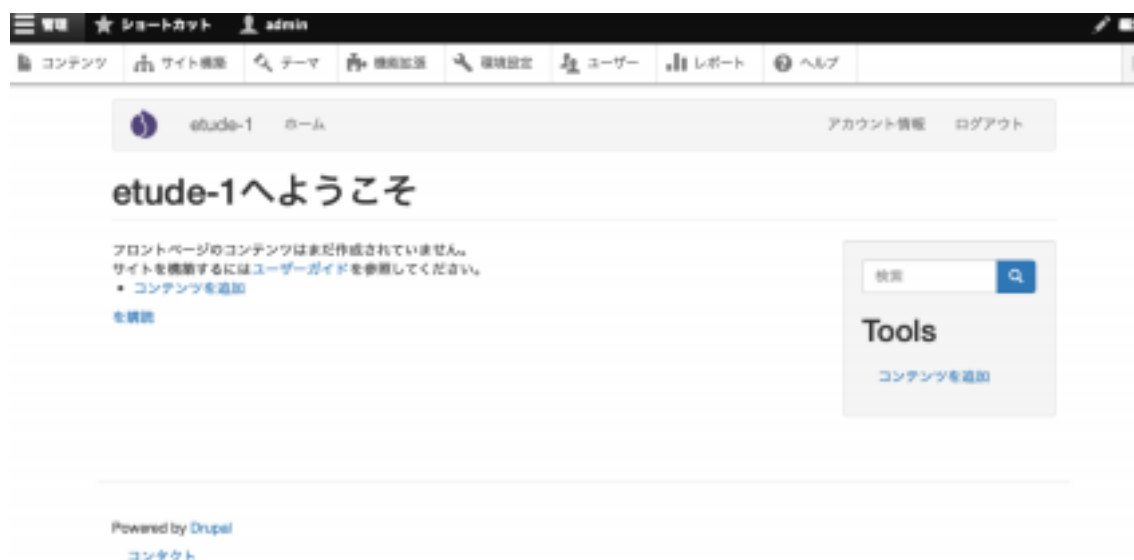 管理 ショートカット admin
コンテンツ サイト構築 テーマ 機能拡張 環境設定 ユーザー レポート ヘルプ
etude-1 ホーム アカウント情報 ログアウト
etude-1へようこそ
フロントページのコンテンツはまだ作成されていません。
サイトを構築するにはユーザーガイドを参照してください。
コンテンツを追加
を購読
検索
Tools
コンテンツを追加
Powered by Drupal
コンタクト